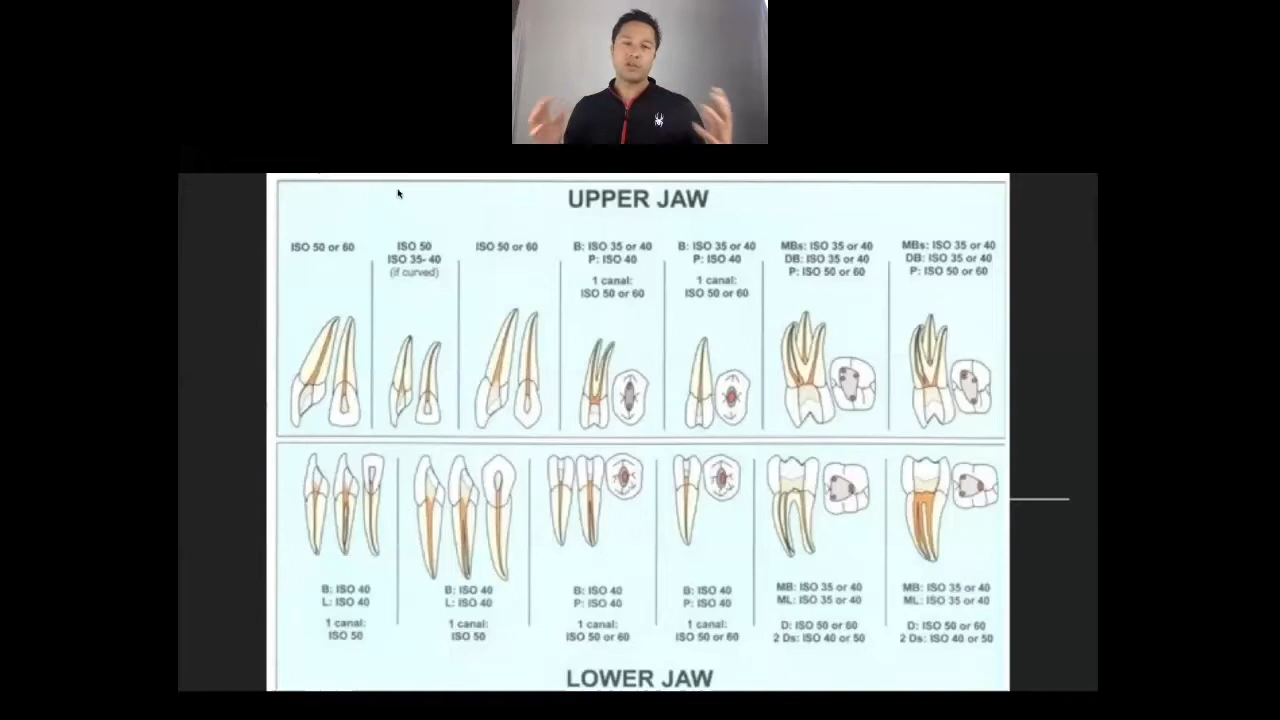 UPPER JAW
ISO 50 or 60
ISO 50
ISO 35- 40
(if curved)
ISO 50 or 60
B: ISO 35 or 40
P: ISO 40
1 canal:
ISO 50 or 60
B: ISO 35 or 40
P: ISO 40
1 canal:
ISO 50 or 60
MBs: ISO 35 or 40
DB: ISO 35 or 40
P: ISO 50 or 60
MBs: ISO 35 or 40
DB: ISO 35 or 40
P: ISO 50 or 60
B: ISO 40
L: ISO 40
1 canal:
ISO 50
B: ISO 40
L: ISO 40
1 canal:
ISO 50
B: ISO 40
P: ISO 40
1 canal:
ISO 50 or 60
B: ISO 40
P: ISO 40
1 canal:
ISO 50 or 60
MB: ISO 35 or 40
ML: ISO 35 or 40
D: ISO 50 or 60
2 Ds: ISO 40 or 50
MB: ISO 35 or 40
ML: ISO 35 or 40
D: ISO 50 or 60
2 Ds: ISO 40 or 50
LOWER JAW